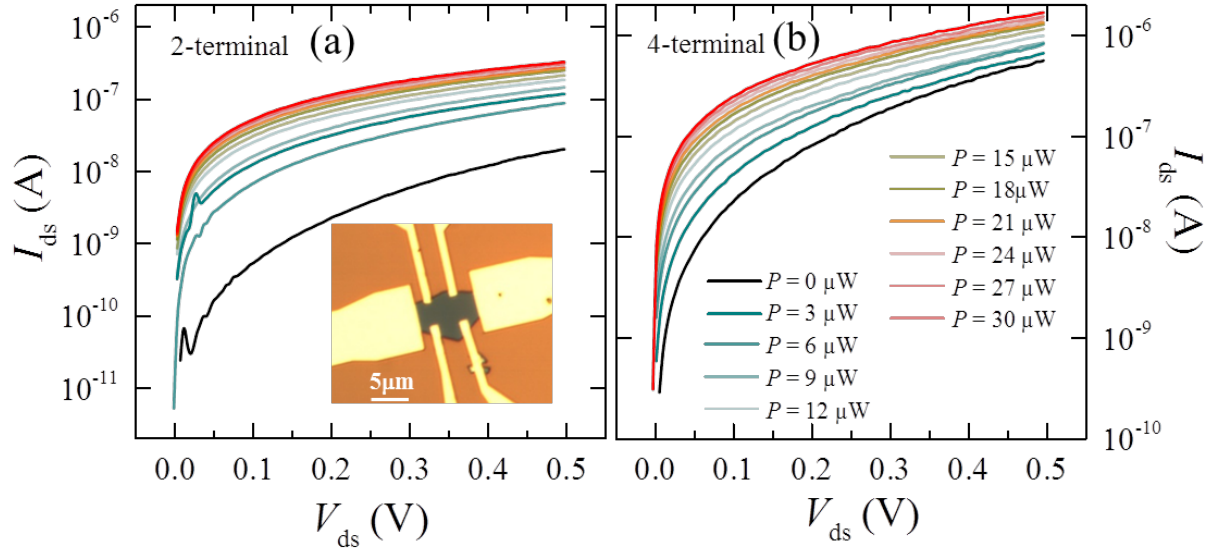 2-terminal (a)
10⁻⁶
10⁻⁷
10⁻⁸
10⁻⁹
10⁻¹⁰
10⁻¹¹
I_ds (A)
5µm
0.0 0.1 0.2 0.3 0.4 0.5
V_ds (V)
4-terminal (b)
P = 15 µW
P = 18µW
P = 21 µW
P = 24 µW
P = 27 µW
P = 30 µW
P = 0 µW
P = 3 µW
P = 6 µW
P = 9 µW
P = 12 µW
0.0 0.1 0.2 0.3 0.4 0.5
V_ds (V)
10⁻⁶
10⁻⁷
10⁻⁸
10⁻⁹
10⁻¹⁰
I_ds (A)